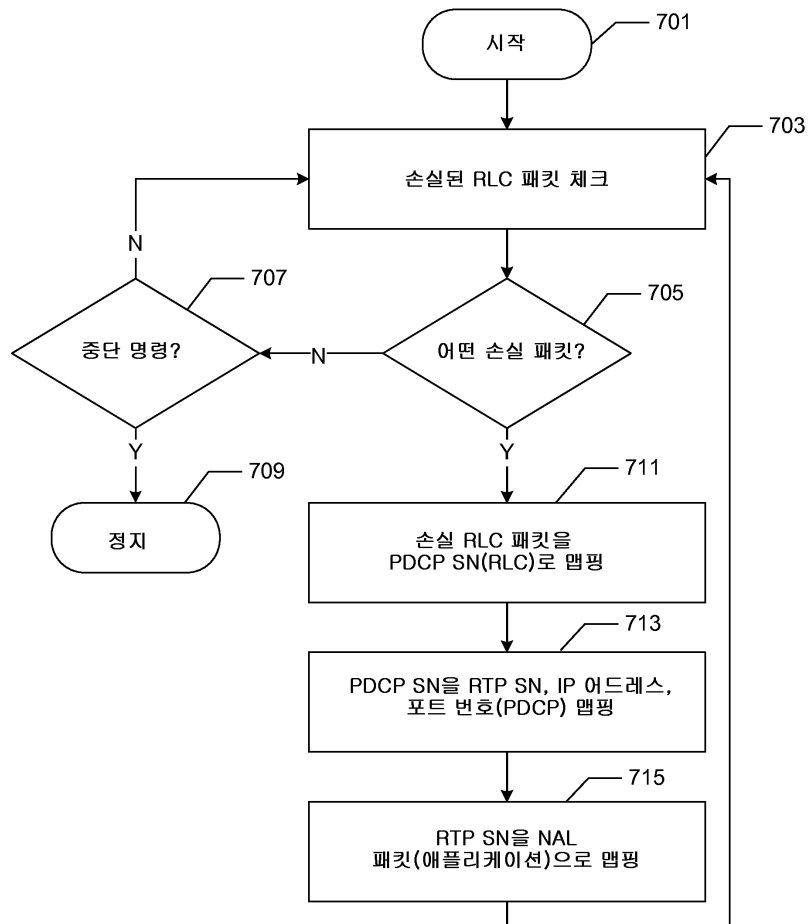 701
시작
703
손실된 RLC 패킷 체크
N
707
705
중단 명령?
N
어떤 손실 패킷?
Y
Y
709
711
정지
손실 RLC 패킷을
PDCP SN(RLC)로 맵핑
713
PDCP SN을 RTP SN, IP 어드레스,
포트 번호(PDCP) 맵핑
715
RTP SN을 NAL
패킷(애플리케이션)으로 맵핑